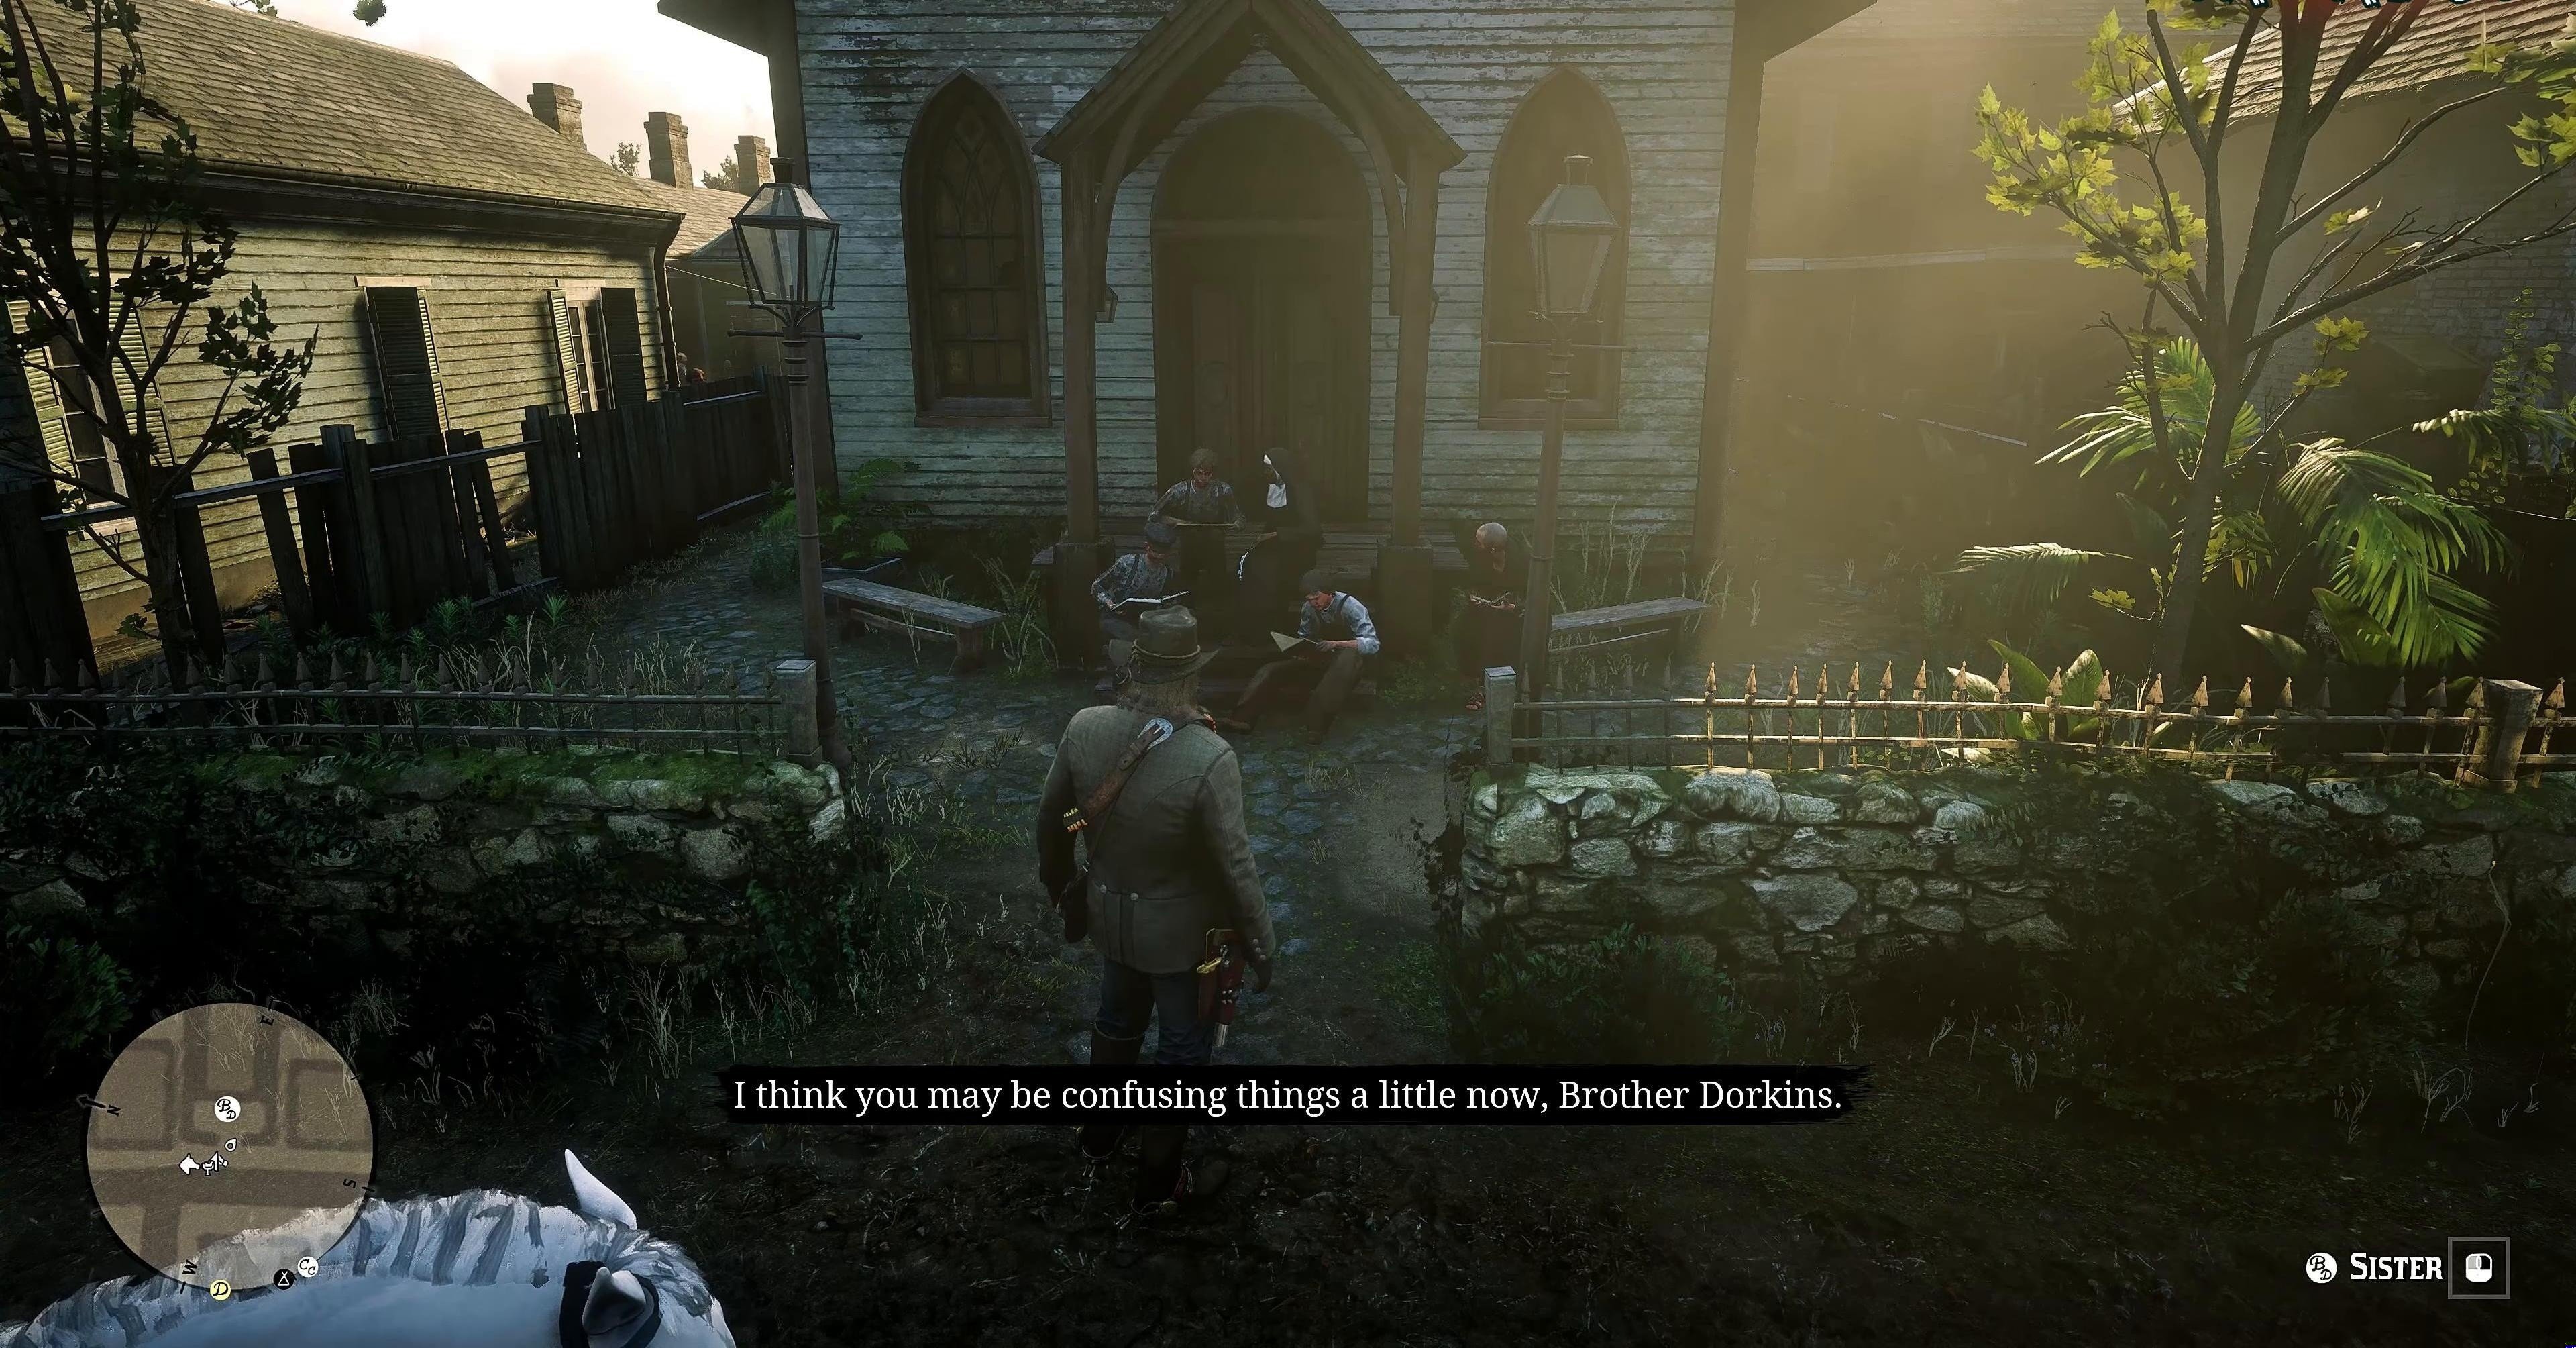 I think you may be confusing things a little now, Brother Dorkins.
E
N
B D
S
W
D
C C
B D SISTER